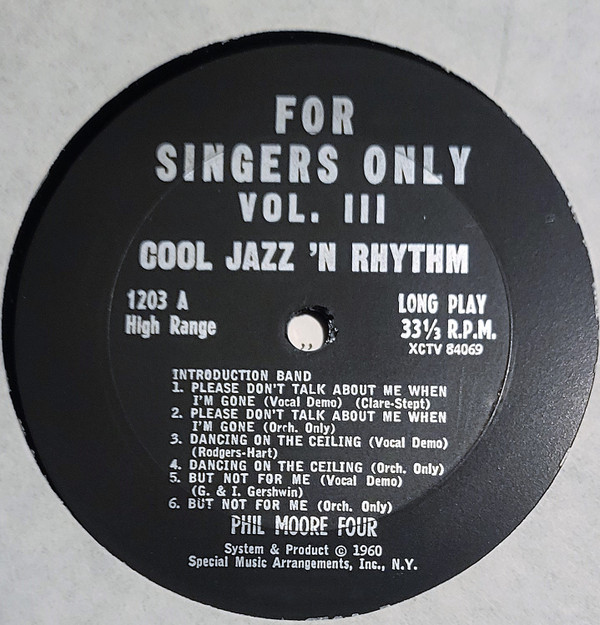 FOR
SINGERS ONLY
VOL. III
COOL JAZZ 'N RHYTHM
1203 A
High Range
LONG PLAY
33⅓ R.P.M.
XCTV 84069
INTRODUCTION BAND
1. PLEASE DON'T TALK ABOUT ME WHEN
I'M GONE (Vocal Demo) (Clare-Stept)
2. PLEASE DON'T TALK ABOUT ME WHEN
I'M GONE (Orch. Only)
3. DANCING ON THE CEILING (Vocal Demo)
(Rodgers-Hart)
4. DANCING ON THE CEILING (Orch. Only)
5. BUT NOT FOR ME (Vocal Demo)
(G. & I. Gershwin)
6. BUT NOT FOR ME (Orch. Only)
PHIL MOORE FOUR
System & Product © 1960
Special Music Arrangements, Inc., N.Y.